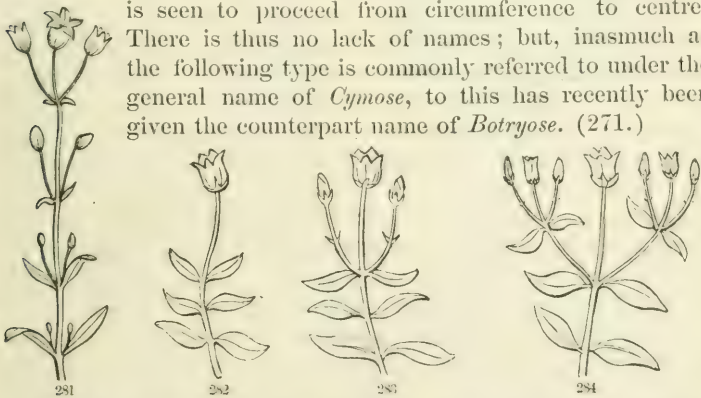 is seen to proceed from circumference to centre
There is thus no lack of names; but, inasmuch a
the following type is commonly referred to under th
general name of Cymose, to this has recently bee
given the counterpart name of Botryose. (271.)
281 282 283 284